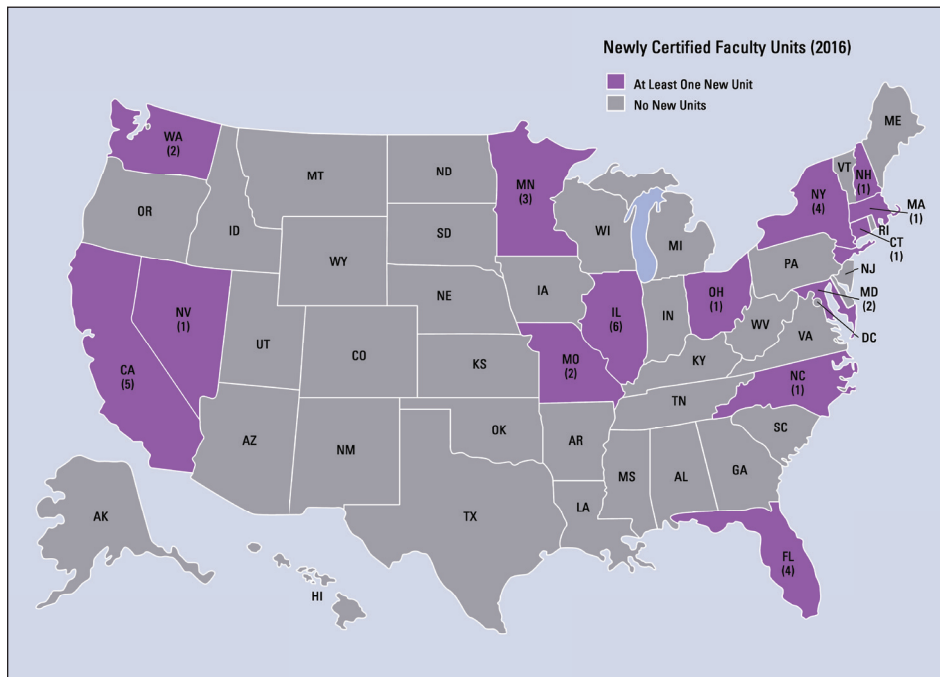 Newly Certified Faculty Units (2016)
At Least One New Unit
No New Units
WA
(2)
OR
CA
(5)
NV
(1)
ID
MT
WY
UT
CO
AZ
NM
ND
SD
NE
KS
OK
TX
MN
(3)
IA
MO
(2)
AR
LA
WI
IL
(6)
MI
IN
OH
(1)
KY
TN
MS
AL
GA
FL
(4)
SC
NC
(1)
VA
WV
PA
NY
(4)
VT
NH
(1)
ME
MA
(1)
RI
CT
(1)
NJ
MD
(2)
DC
AK
HI